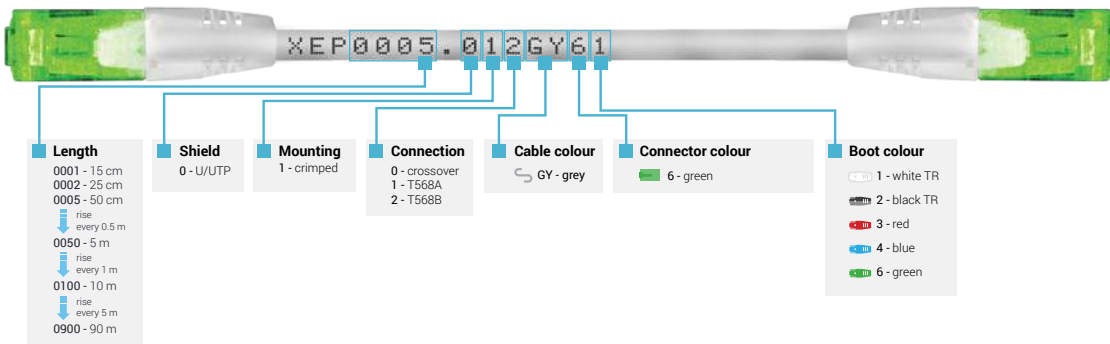 XEP0005.012GY61
Length
0001 - 15 cm
0002 - 25 cm
0005 - 50 cm
rise
every 0.5 m
0050 - 5 m
rise
every 1 m
0100 - 10 m
rise
every 5 m
0900 - 90 m
Shield
0 - U/UTP
Mounting
1 - crimped
Connection
0 - crossover
1 - T568A
2 - T568B
Cable colour
GY - grey
Connector colour
6 - green
Boot colour
1 - white TR
2 - black TR
3 - red
4 - blue
6 - green